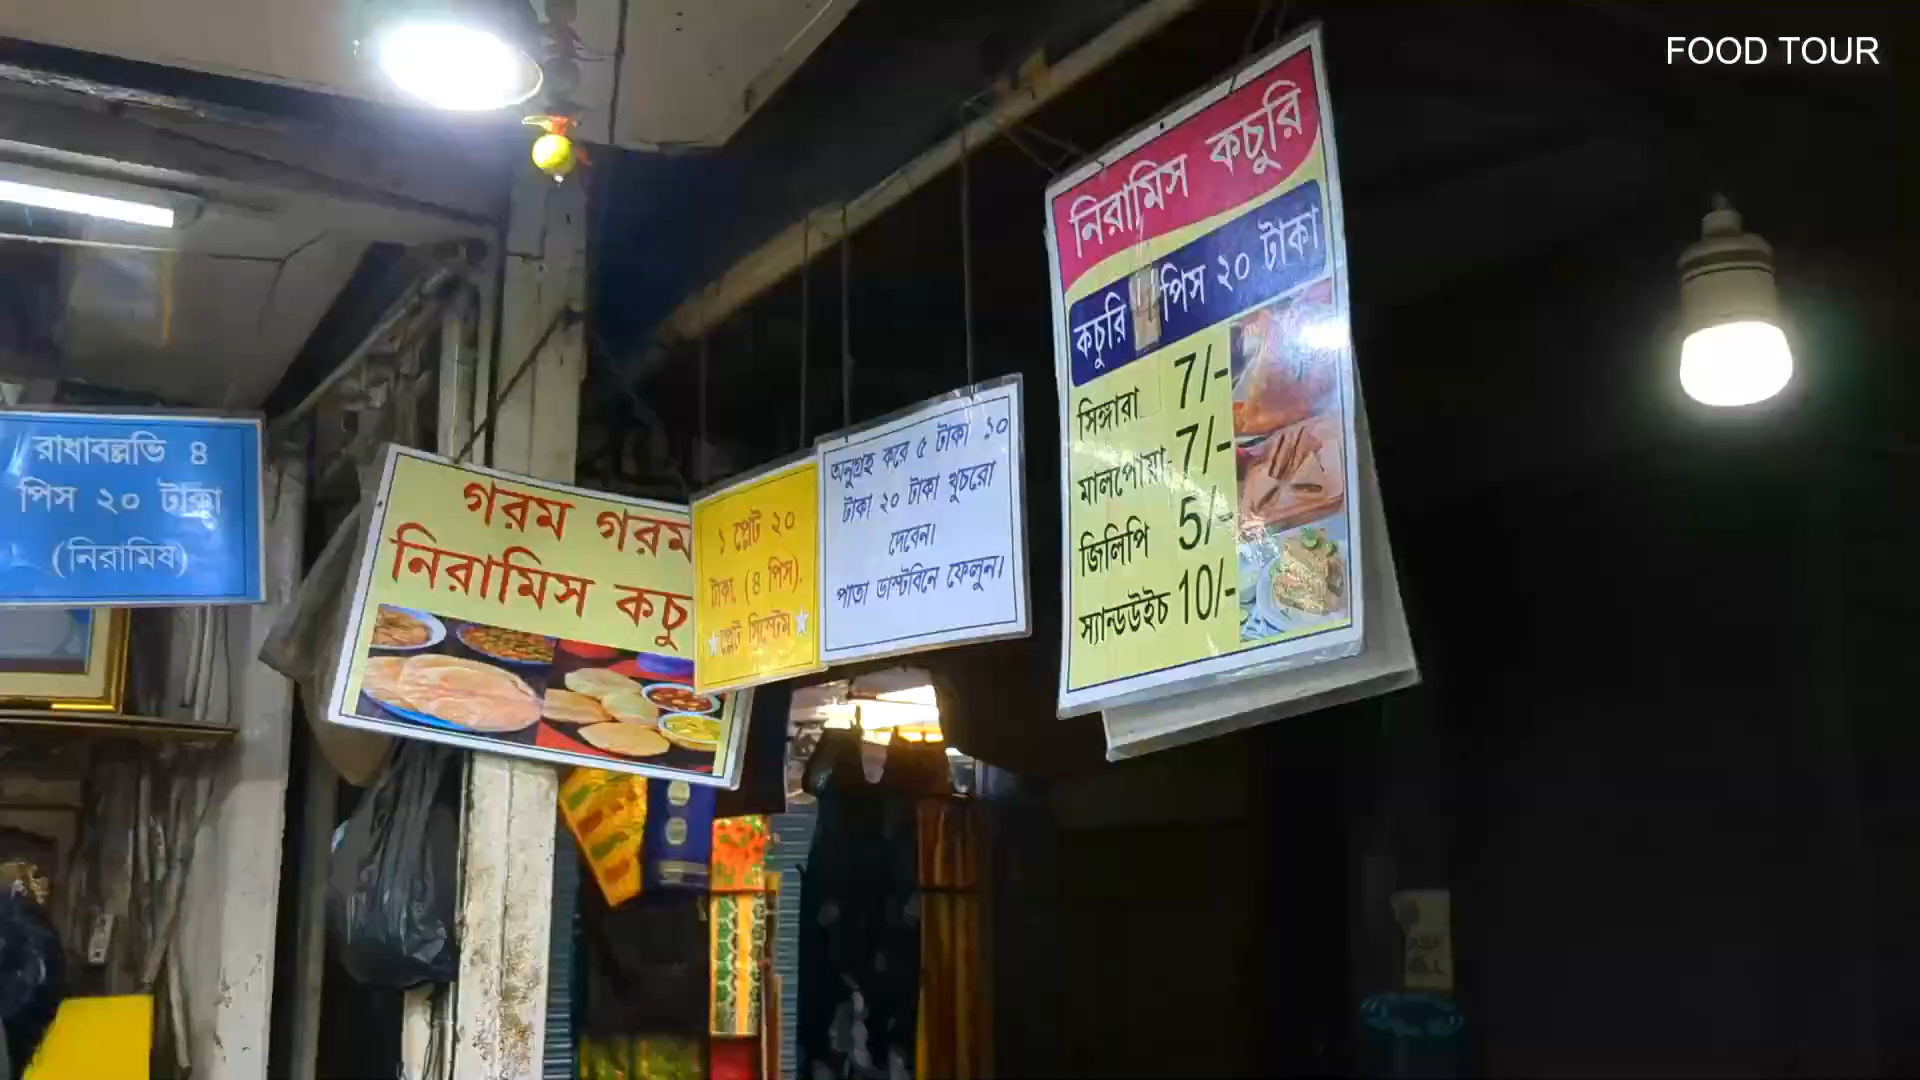 FOOD TOUR
রাধাবল্লভি ৪
পিস ২০ টাকা
(নিরামিষ)
গরম গরম
নিরামিস কচু
১ প্লেট ২০
টাকা (৪ পিস).
প্লেট সিস্টেম
অনুগ্রহ করে ৫ টাকা ১০
টাকা ২০ টাকা খুচরো
দেবেন।
পাতা ডাস্টবিনে ফেলুন।
নিরামিস কচুরি
কচুরি 4 পিস ২০ টাকা
সিঙ্গারা 7/-
মালপোয়া 7/-
জিলিপি 5/-
স্যান্ডউইচ 10/-